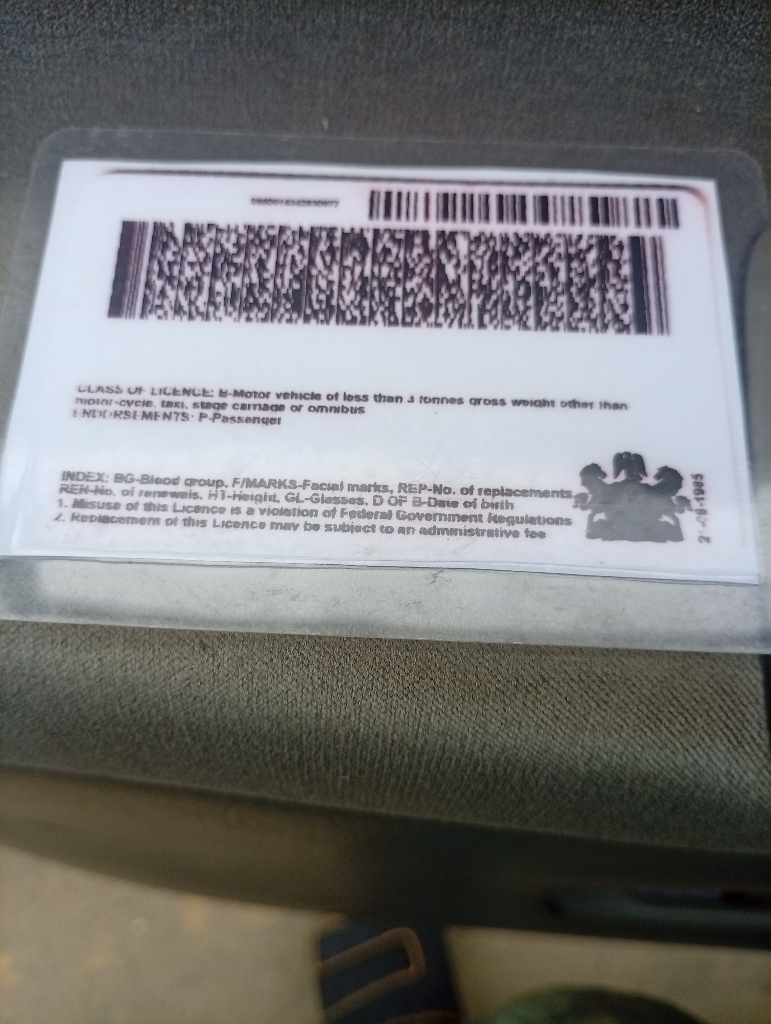 CLASS OF LICENCE: B-Motor vehicle of less than 3 tonnes gross weight other than
motor-cycle, taxi, stage carriage or omnibus
ENDORSEMENTS: P-Passenger
INDEX: BG-Blood group, F/MARKS-Facial marks, REP-No. of replacements,
REN-No. of renewals, HT-Height, GL-Glasses, D OF B-Date of birth
1. Misuse of this Licence is a violation of Federal Government Regulations
2. Replacement of this Licence may be subject to an administrative fee